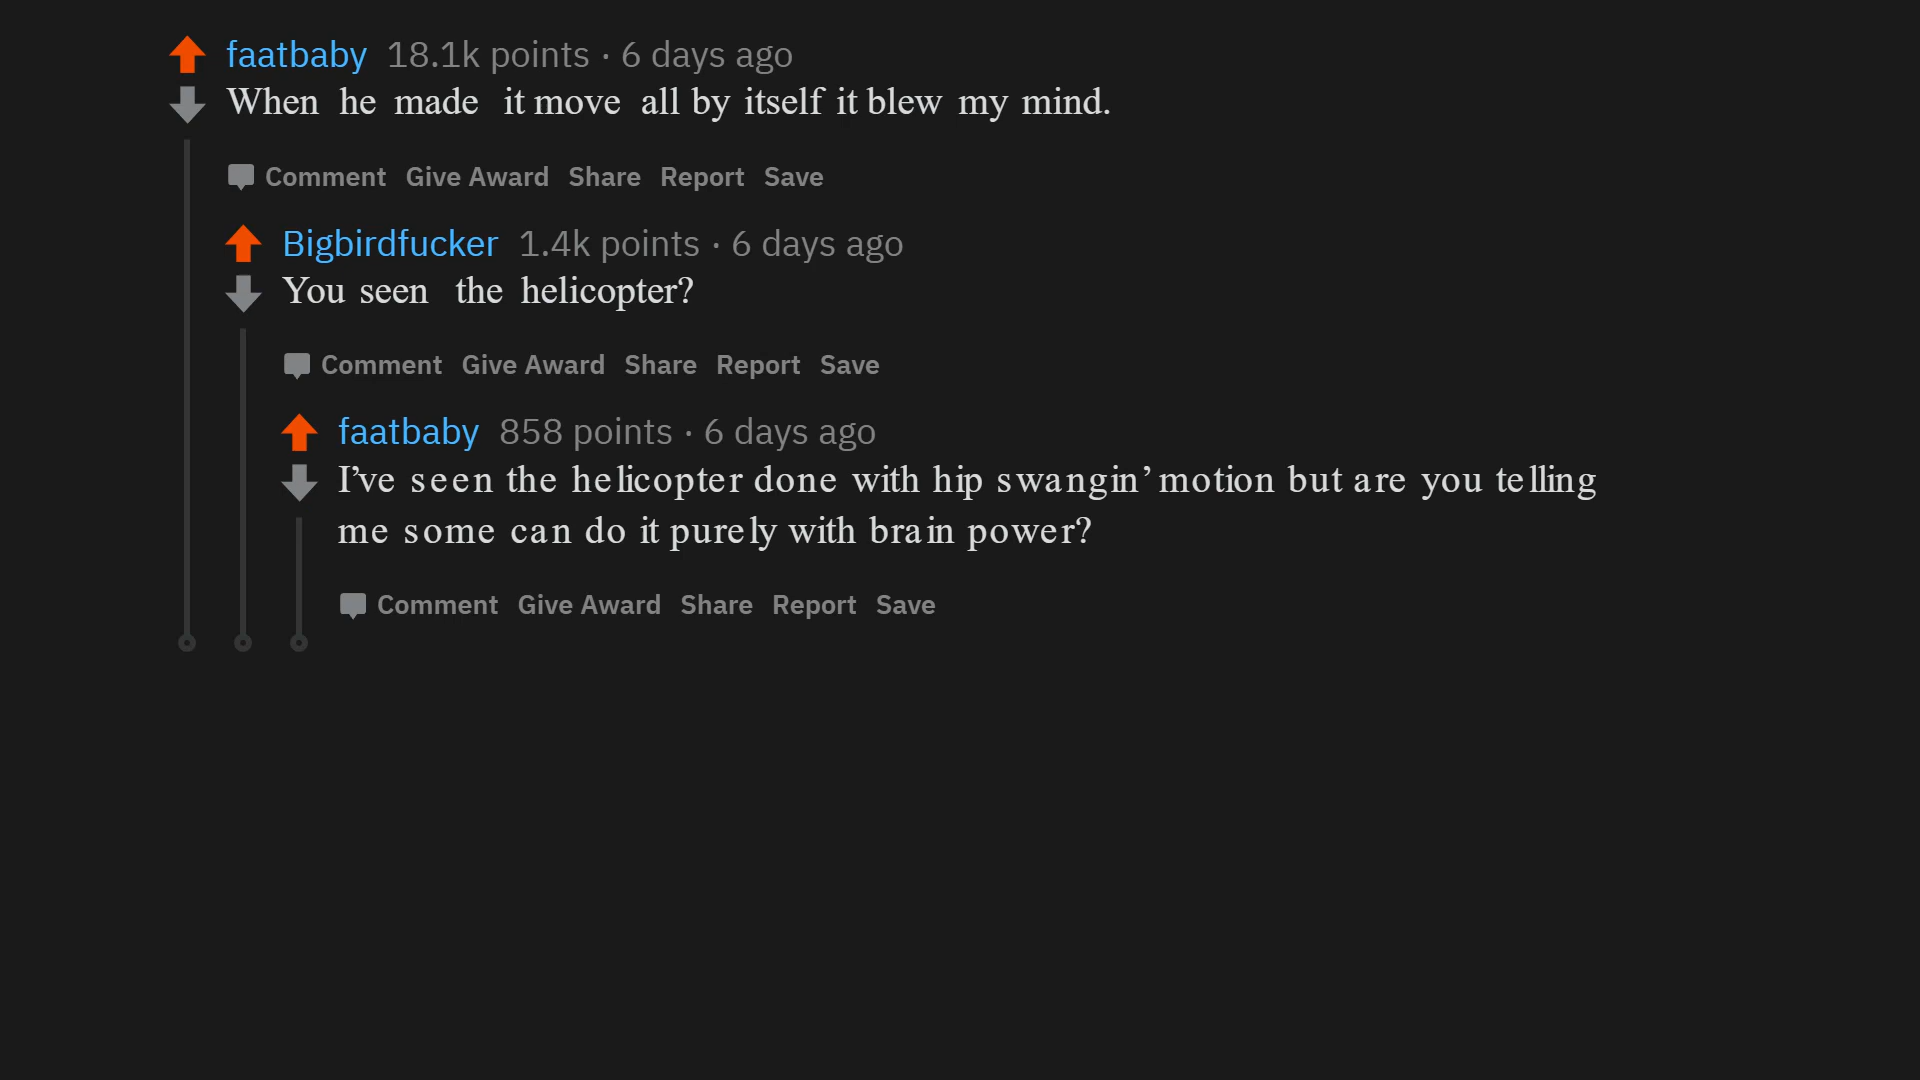 faatbaby 18.1k points · 6 days ago
When he made it move all by itself it blew my mind.
Comment Give Award Share Report Save
Bigbirdfucker 1.4k points · 6 days ago
You seen the helicopter?
Comment Give Award Share Report Save
faatbaby 858 points · 6 days ago
I’ve seen the helicopter done with hip swangin’ motion but are you telling
me some can do it purely with brain power?
Comment Give Award Share Report Save